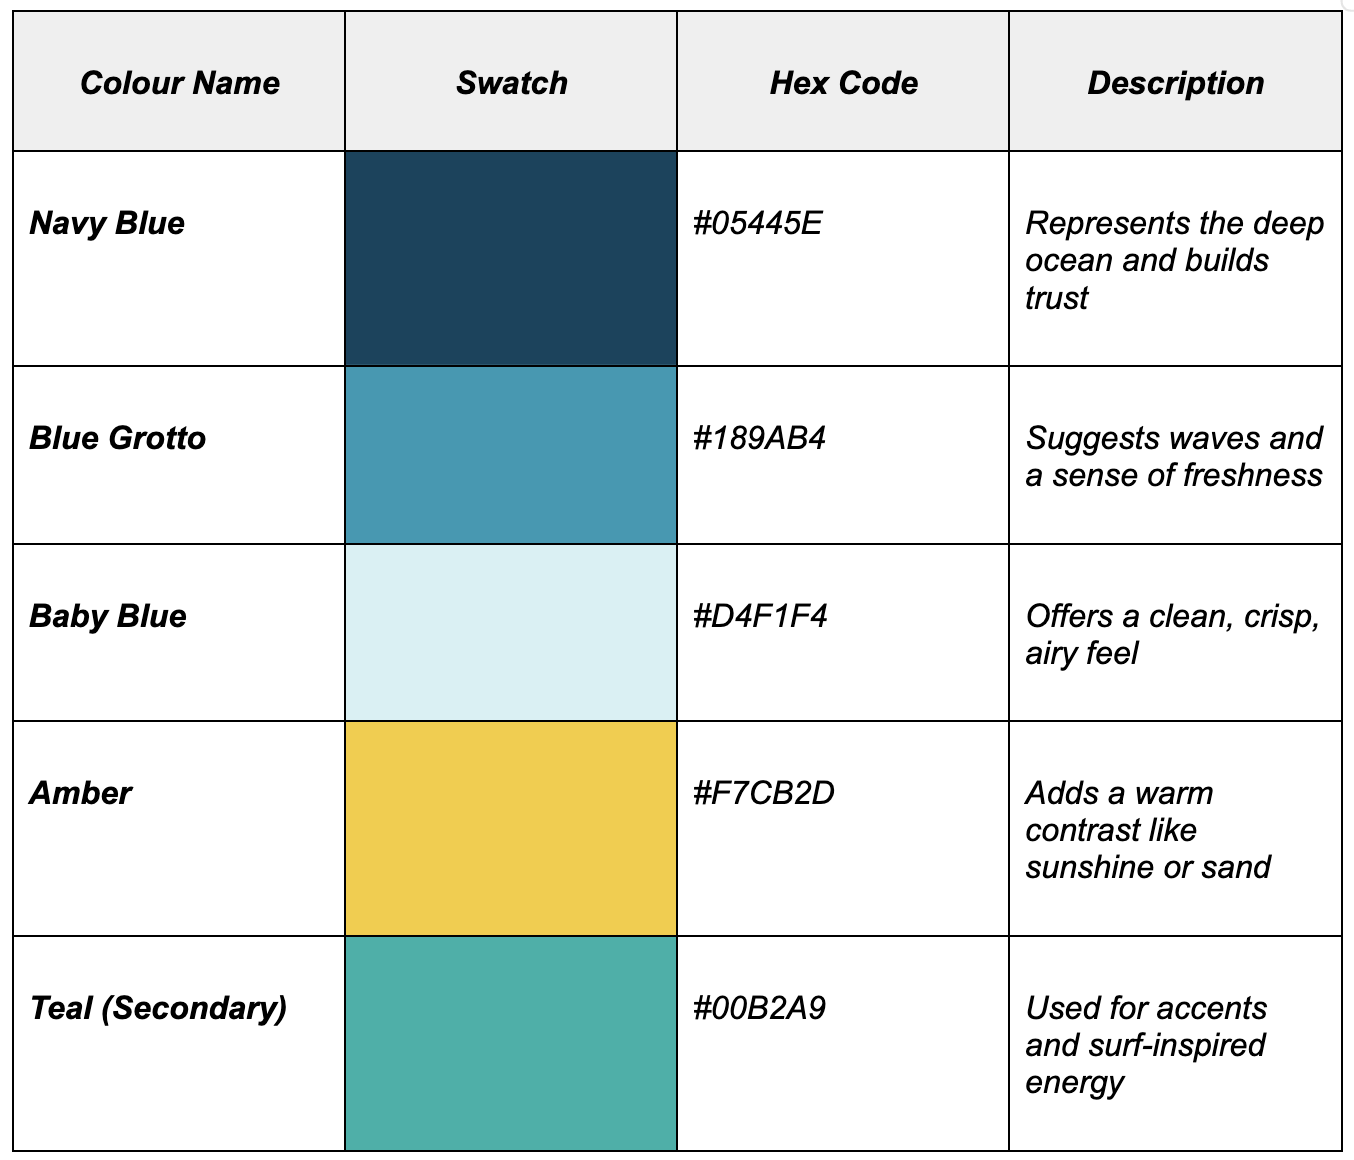 Colour Name Swatch Hex Code Description
Navy Blue #05445E Represents the deep
ocean and builds
trust
Blue Grotto #189AB4 Suggests waves and
a sense of freshness
Baby Blue #D4F1F4 Offers a clean, crisp,
airy feel
Amber #F7CB2D Adds a warm
contrast like
sunshine or sand
Teal (Secondary) #00B2A9 Used for accents
and surf-inspired
energy